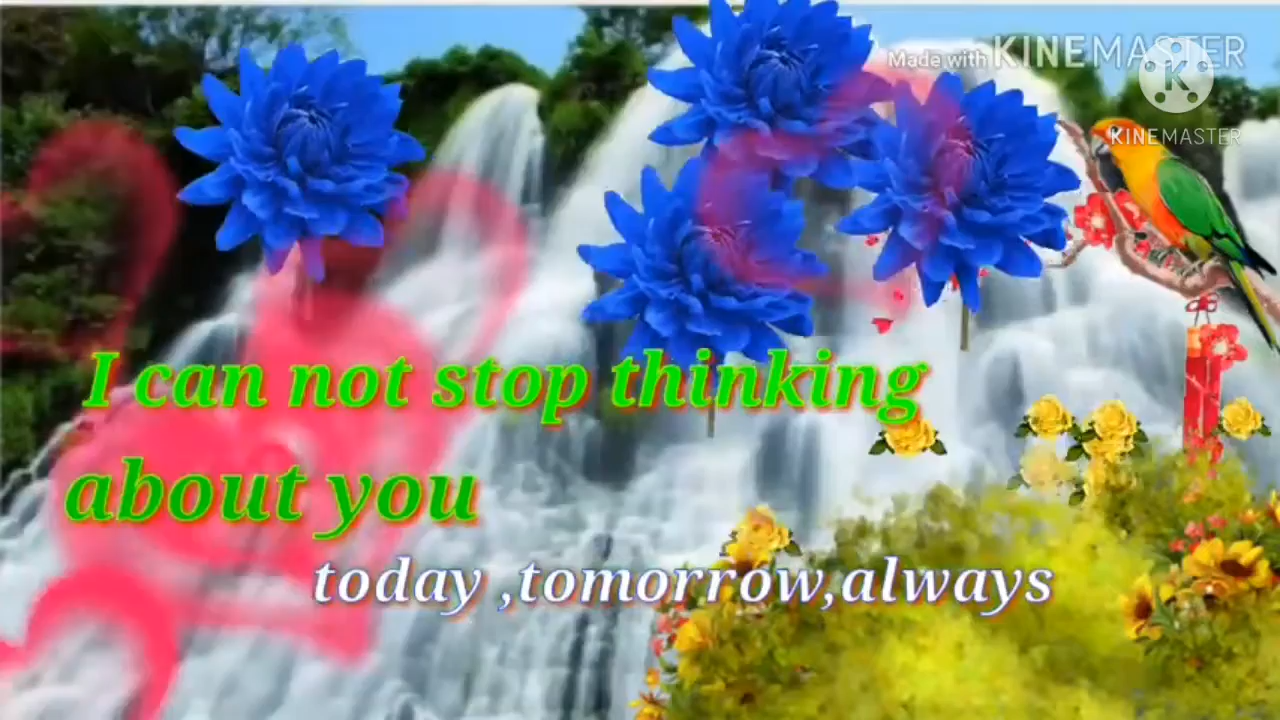 Made with KINEMASTER
K
KINEMASTER
I can not stop thinking
about you
today ,tomorrow,always